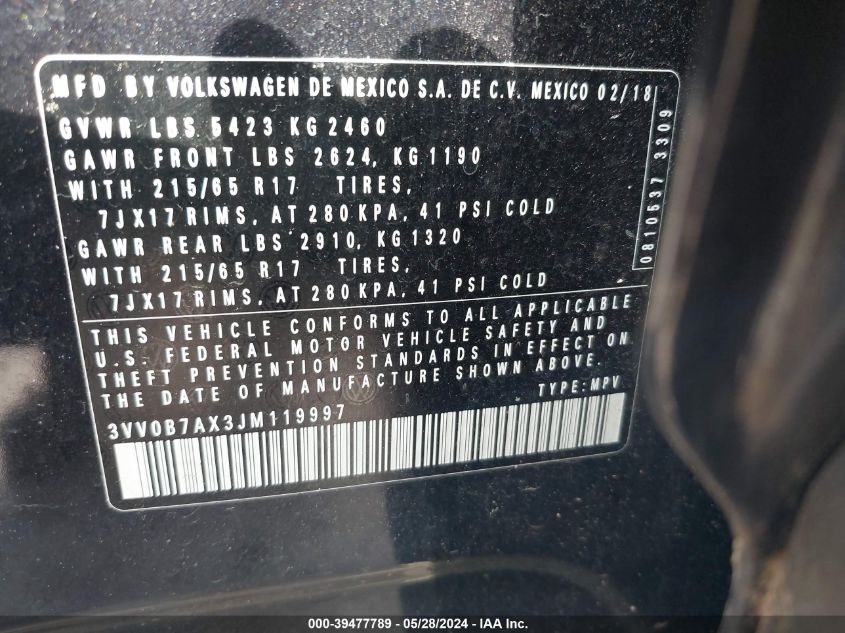 MFD BY VOLKSWAGEN DE MEXICO S.A. DE C.V. MEXICO 02/18
GVWR LBS 5423 KG 2460
GAWR FRONT LBS 2624, KG 1190
WITH 215/65 R17 TIRES,
7JX17 RIMS, AT 280 KPA, 41 PSI COLD
GAWR REAR LBS 2910, KG 1320
WITH 215/65 R17 TIRES,
7JX17 RIMS, AT 280 KPA, 41 PSI COLD
0810537 3309
THIS VEHICLE CONFORMS TO ALL APPLICABLE
U.S. FEDERAL MOTOR VEHICLE SAFETY AND
THEFT PREVENTION STANDARDS IN EFFECT ON
THE DATE OF MANUFACTURE SHOWN ABOVE.
TYPE: MPV
3VV0B7AX3JM119997
000-39477789 - 05/28/2024 - IAA Inc.